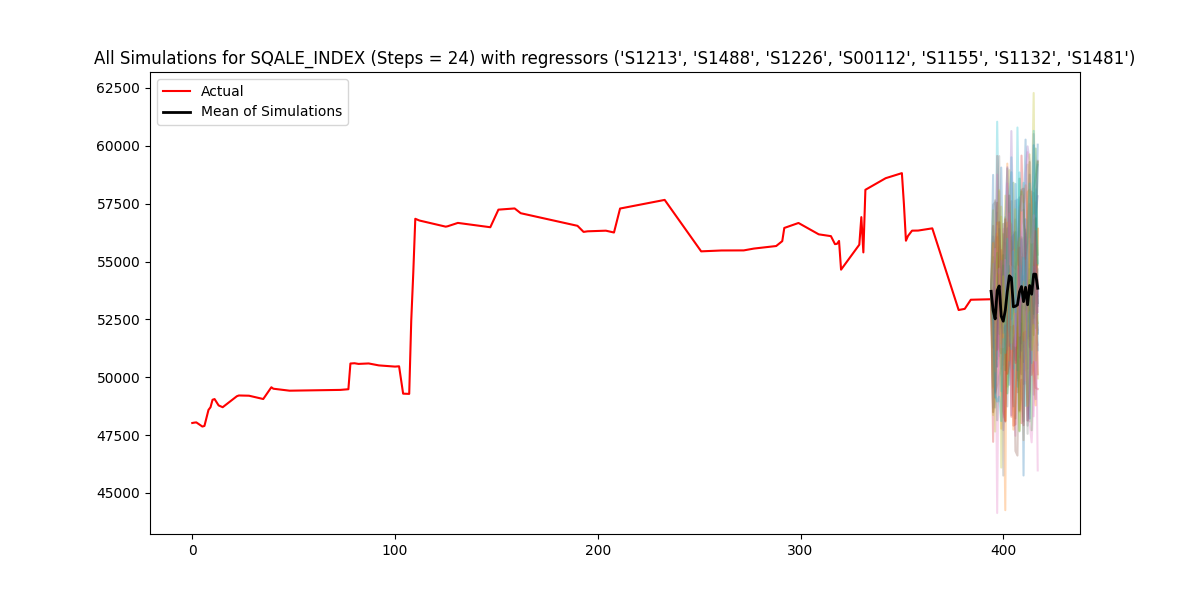 All Simulations for SQALE_INDEX (Steps = 24) with regressors ('S1213', 'S1488', 'S1226', 'S00112', 'S1155', 'S1132', 'S1481')
Actual
Mean of Simulations
62500
60000
57500
55000
52500
50000
47500
45000
0 100 200 300 400